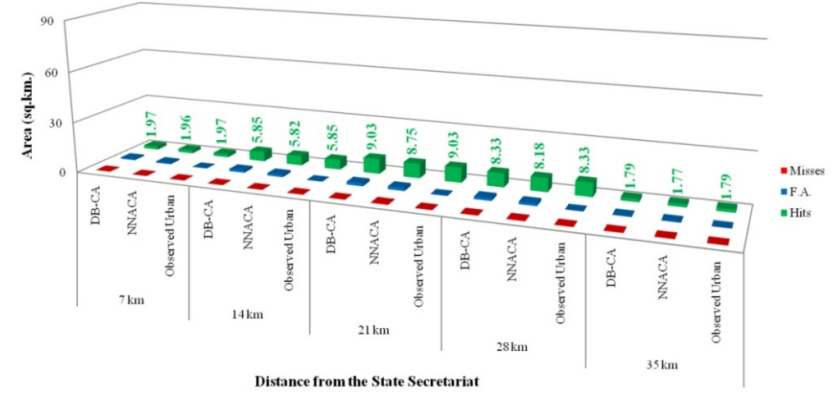 90
60
30
0
Area (sq.km.)
1.97
1.96
1.97
5.85
5.82
5.85
9.03
8.75
9.03
8.33
8.18
8.33
1.79
1.77
1.79
Misses
F.A.
Hits
DB-CA
NNACA
Observed Urban
DB-CA
NNACA
Observed Urban
DB-CA
NNACA
Observed Urban
DB-CA
NNACA
Observed Urban
DB-CA
NNACA
Observed Urban
7 km
14 km
21 km
28 km
35 km
Distance from the State Secretariat